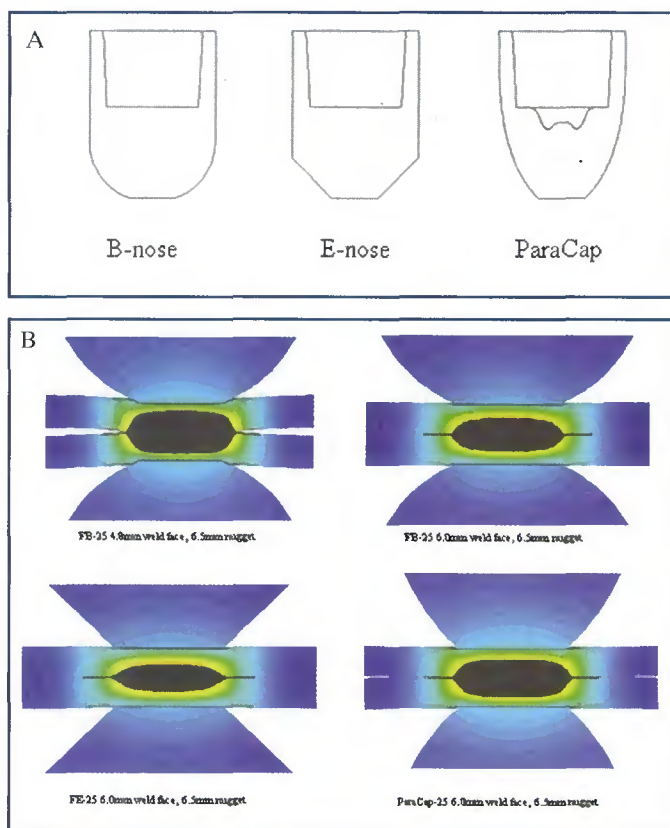 A
B-nose E-nose ParaCap
B
FB-25 4.8mm weld face, 6.5mm nugget FB-25 6.0mm weld face, 6.5mm nugget
FE-25 6.0mm weld face, 6.5mm nugget ParaCap-25 6.0mm weld face, 6.5mm nugget